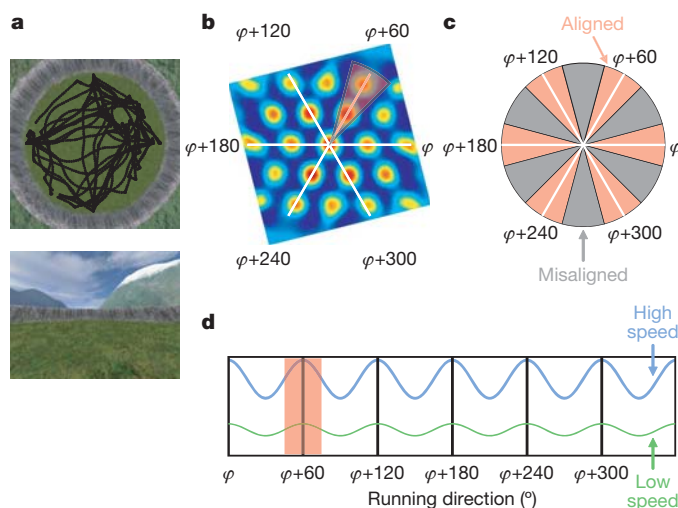 a
b
φ+120
φ+60
φ+180
φ
φ+240
φ+300
c
Aligned
φ+120
φ+60
φ+180
φ
φ+240
φ+300
Misaligned
d
High
speed
φ
φ+60
φ+120
φ+180
φ+240
φ+300
Running direction (º)
Low
speed